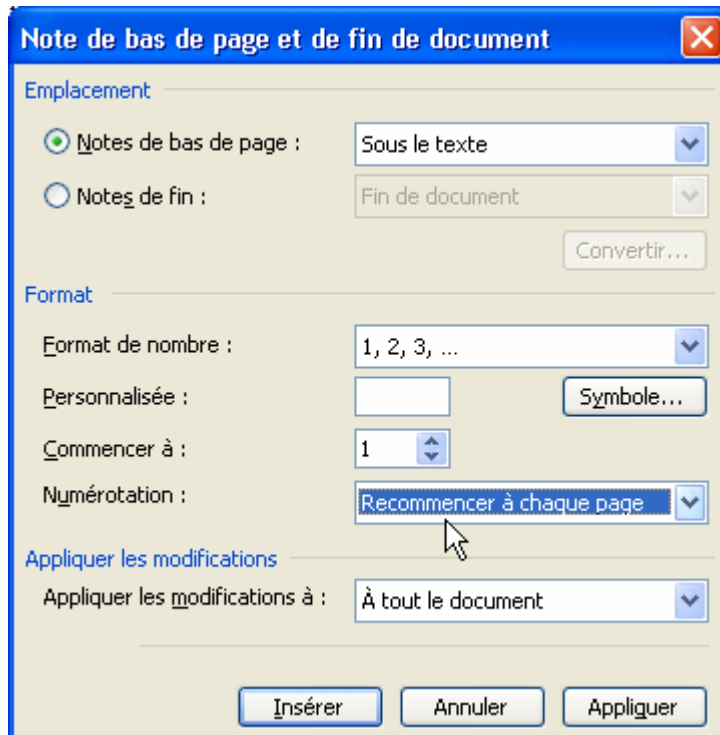 Note de bas de page et de fin de document
Emplacement
Notes de bas de page :
Sous le texte
Notes de fin :
Fin de document
Convertir...
Format
Format de nombre :
1, 2, 3, ...
Personnalisée :
Symbole...
Commencer à :
1
Numérotation :
Recommencer à chaque page
Appliquer les modifications
Appliquer les modifications à :
À tout le document
Insérer
Annuler
Appliquer